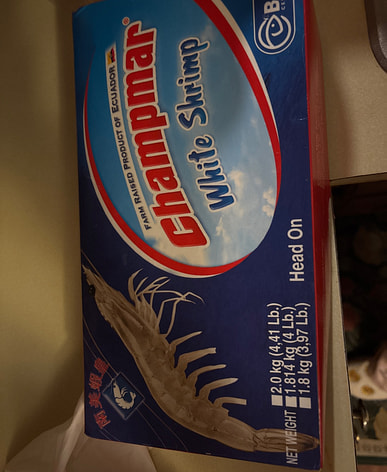 FARM RAISED PRODUCT OF ECUADOR
Champmar®
White Shrimp
Head On
NET WEIGHT
2.0 kg (4,41 Lb.)
1.814 kg (4 Lb.)
1.8 kg (3,97 Lb.)